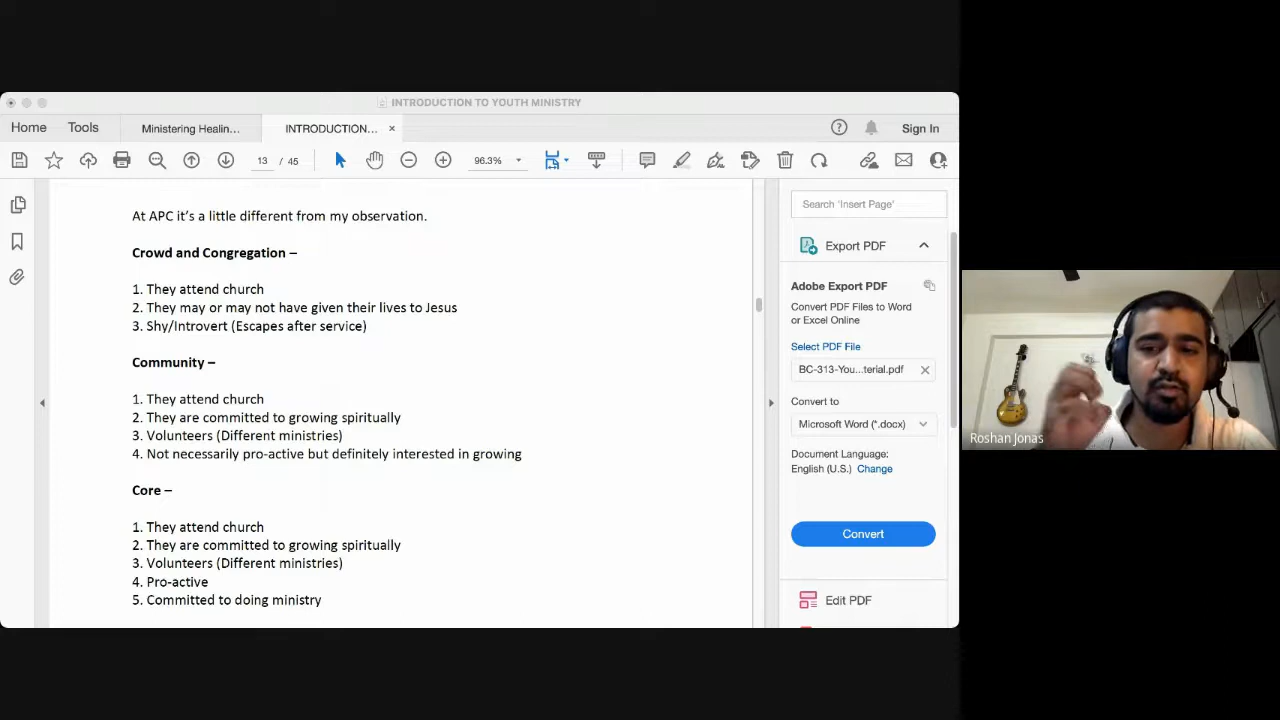 INTRODUCTION TO YOUTH MINISTRY
Home
Tools
Ministering Healin...
INTRODUCTION...
Sign In
13 / 45
96.3%
At APC it's a little different from my observation.
Crowd and Congregation –
1. They attend church
2. They may or may not have given their lives to Jesus
3. Shy/Introvert (Escapes after service)
Community –
1. They attend church
2. They are committed to growing spiritually
3. Volunteers (Different ministries)
4. Not necessarily pro-active but definitely interested in growing
Core –
1. They attend church
2. They are committed to growing spiritually
3. Volunteers (Different ministries)
4. Pro-active
5. Committed to doing ministry
Search 'Insert Page'
Export PDF
Adobe Export PDF
Convert PDF Files to Word
or Excel Online
Select PDF File
BC-313-You...terial.pdf
Convert to
Microsoft Word (*.docx)
Document Language:
English (U.S.) Change
Convert
Edit PDF
Roshan Jonas